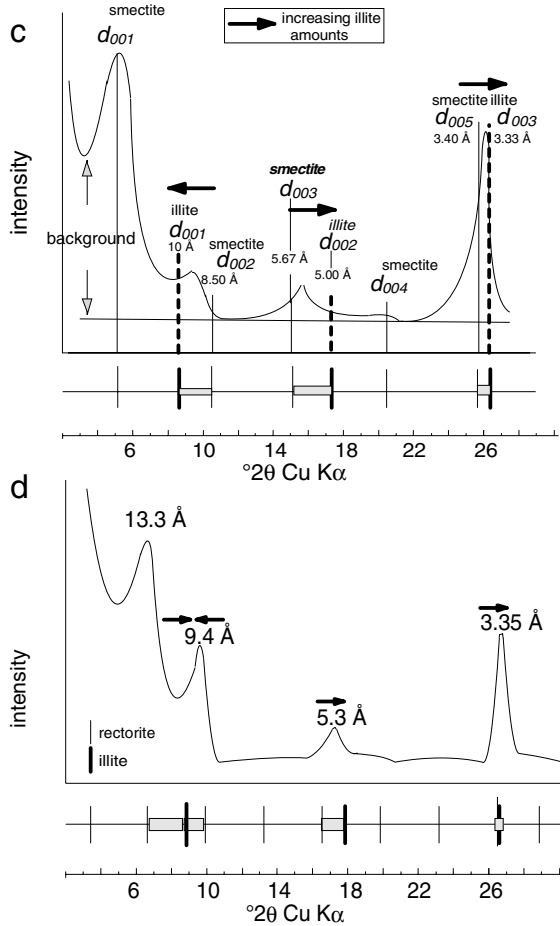 c
smectite
d001
increasing illite
amounts
intensity
background
illite
d001
10 Å
smectite
d002
8.50 Å
smectite
d003
5.67 Å
illite
d002
5.00 Å
smectite
d004
smectite illite
d005 d003
3.40 Å 3.33 Å
6 10 14 18 22 26
°2θ Cu Kα
d
13.3 Å
9.4 Å
5.3 Å
3.35 Å
intensity
rectorite
illite
6 10 14 18 22 26
°2θ Cu Kα